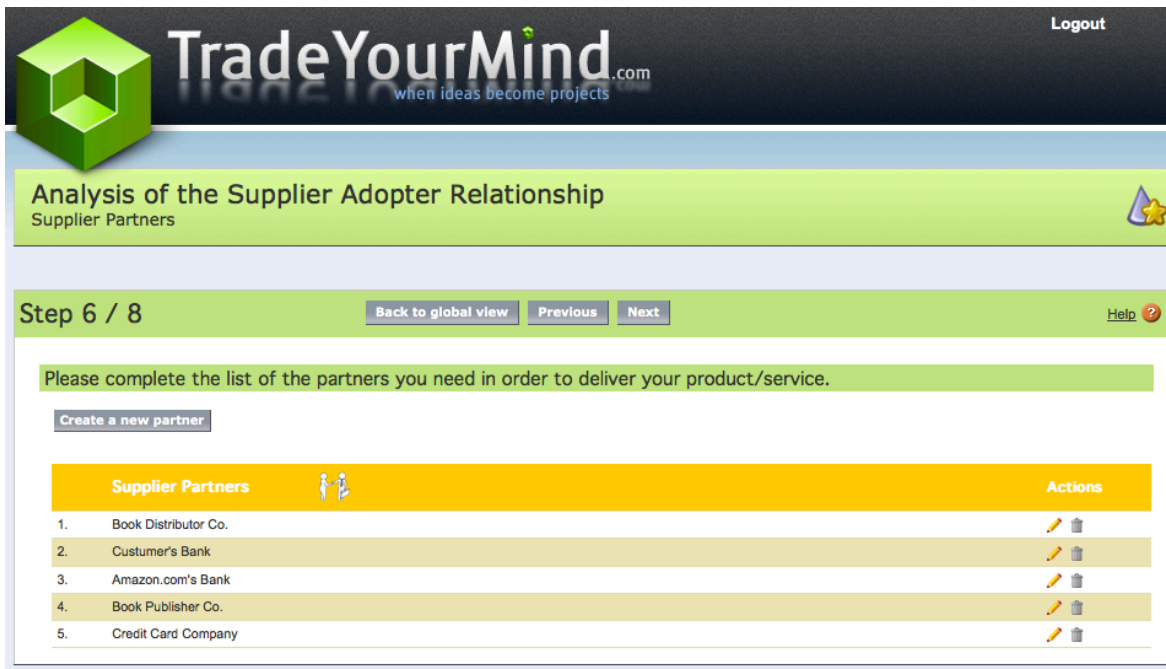 Logout
TradeYourMind.com
when ideas become projects
Analysis of the Supplier Adopter Relationship
Supplier Partners
Step 6 / 8 Back to global view Previous Next Help ?
Please complete the list of the partners you need in order to deliver your product/service.
Create a new partner
Supplier Partners Actions
1. Book Distributor Co.
2. Custumer's Bank
3. Amazon.com's Bank
4. Book Publisher Co.
5. Credit Card Company